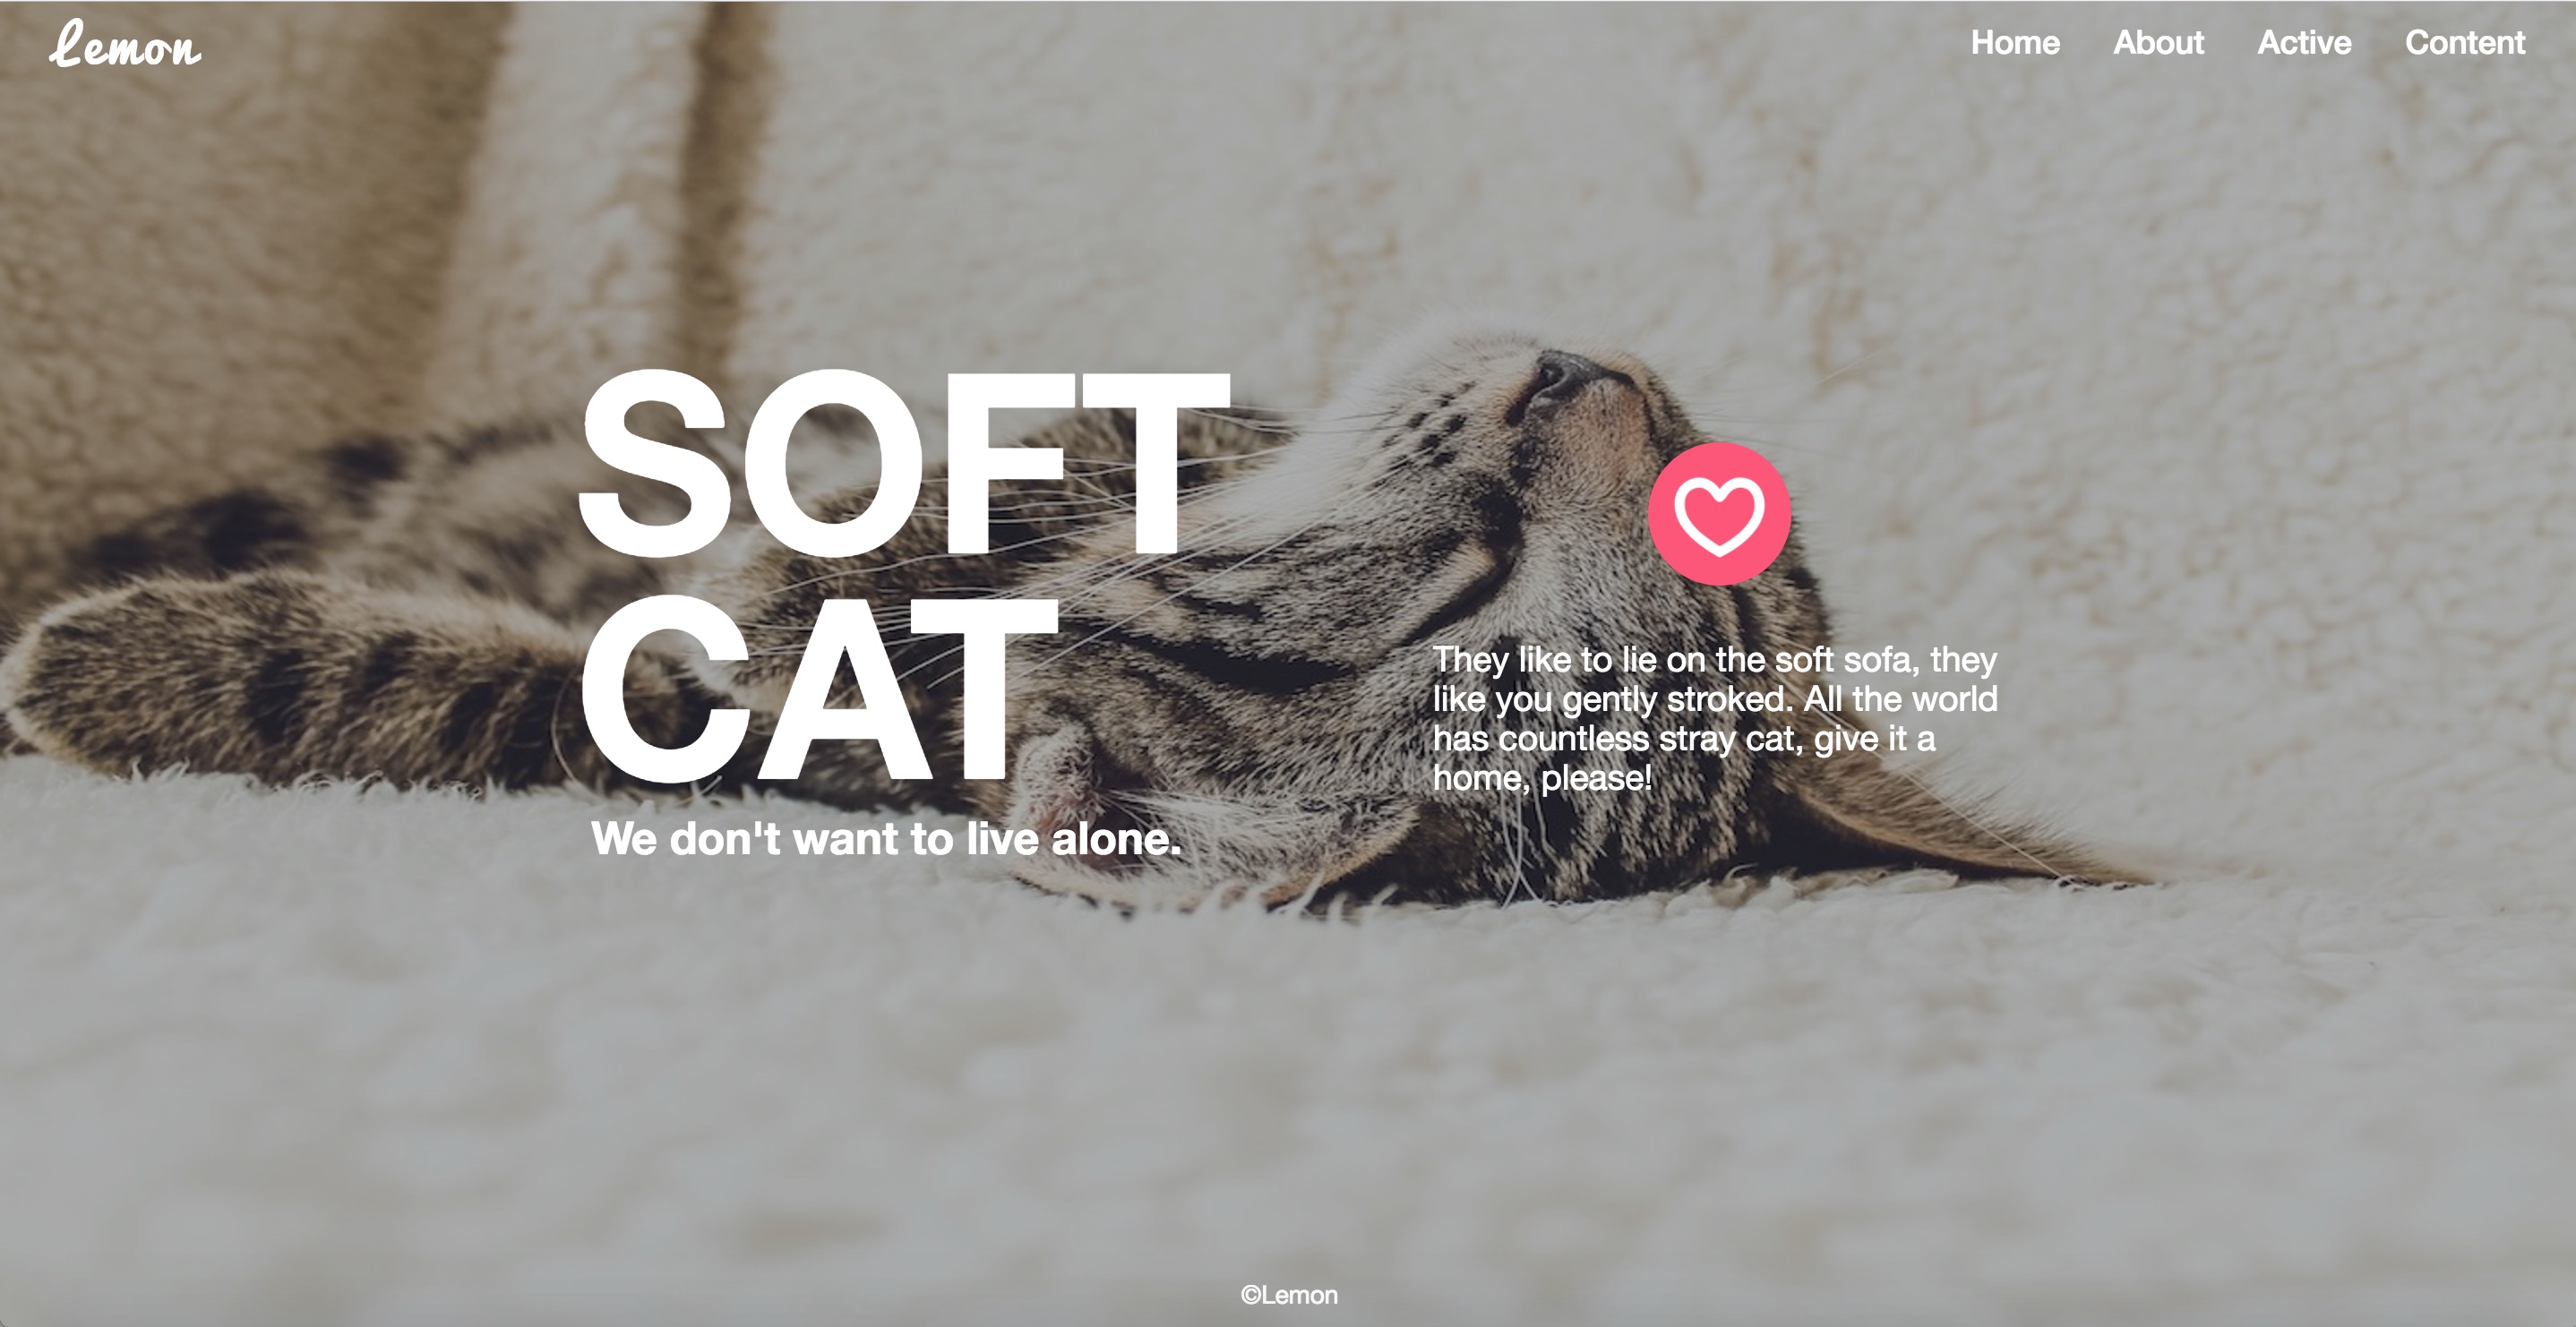 Lemon
Home About Active Content
SOFT
CAT
We don't want to live alone.
They like to lie on the soft sofa, they
like you gently stroked. All the world
has countless stray cat, give it a
home, please!
©Lemon